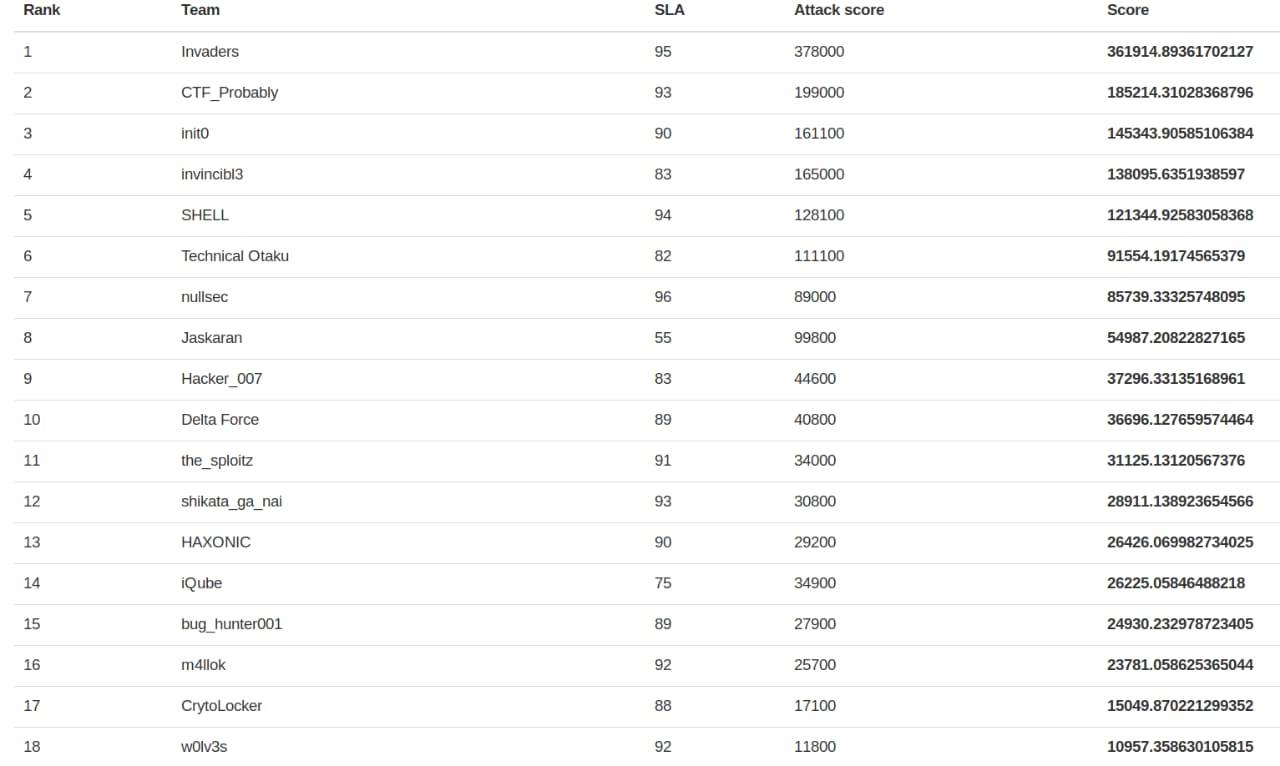 Rank Team SLA Attack score Score
1 Invaders 95 378000 361914.89361702127
2 CTF_Probably 93 199000 185214.31028368796
3 init0 90 161100 145343.90585106384
4 invincibl3 83 165000 138095.6351938597
5 SHELL 94 128100 121344.92583058368
6 Technical Otaku 82 111100 91554.19174565379
7 nullsec 96 89000 85739.33325748095
8 Jaskaran 55 99800 54987.20822827165
9 Hacker_007 83 44600 37296.33135168961
10 Delta Force 89 40800 36696.127659574464
11 the_sploitz 91 34000 31125.13120567376
12 shikata_ga_nai 93 30800 28911.138923654566
13 HAXONIC 90 29200 26426.069982734025
14 iQube 75 34900 26225.05846488218
15 bug_hunter001 89 27900 24930.232978723405
16 m4llok 92 25700 23781.058625365044
17 CrytoLocker 88 17100 15049.870221299352
18 w0lv3s 92 11800 10957.358630105815